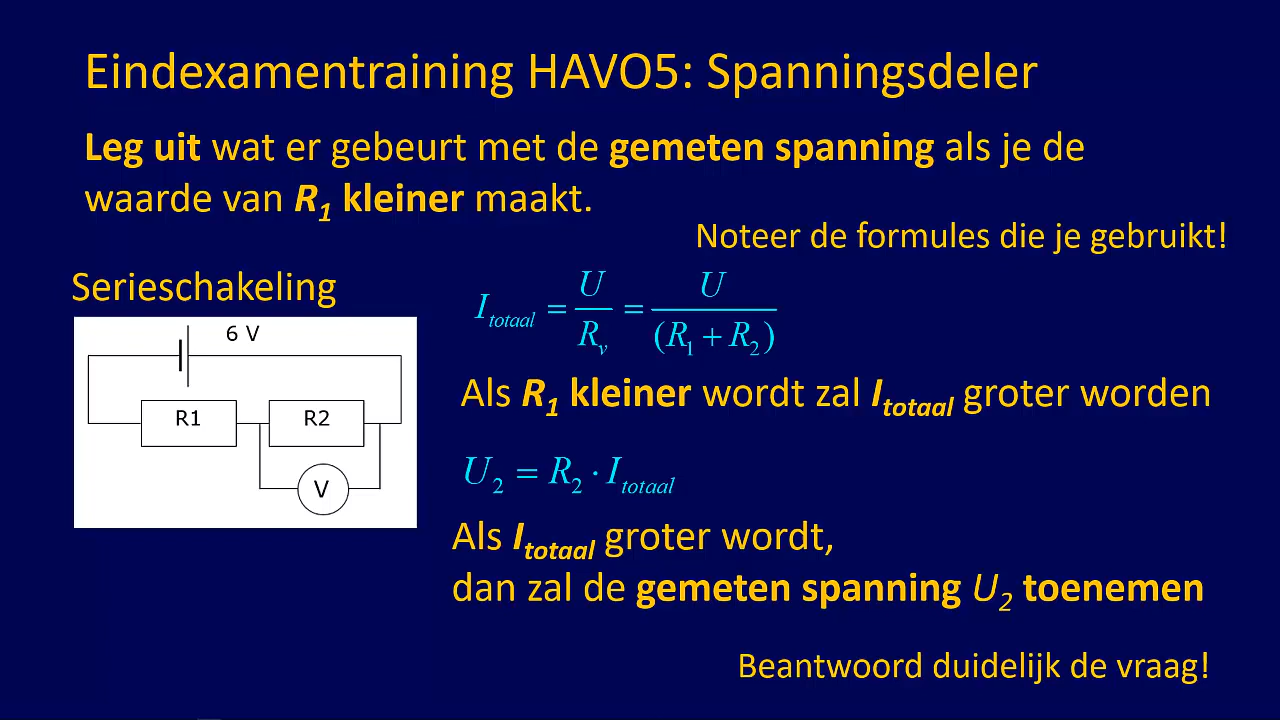 Eindexamentraining HAVO5: Spanningsdeler
Leg uit wat er gebeurt met de gemeten spanning als je de
waarde van R₁ kleiner maakt.
Noteer de formules die je gebruikt!
Serieschakeling
6 V
R1
R2
V
I_totaal = U / R_v = U / (R₁ + R₂)
Als R₁ kleiner wordt zal I_totaal groter worden
U₂ = R₂ · I_totaal
Als I_totaal groter wordt,
dan zal de gemeten spanning U₂ toenemen
Beantwoord duidelijk de vraag!